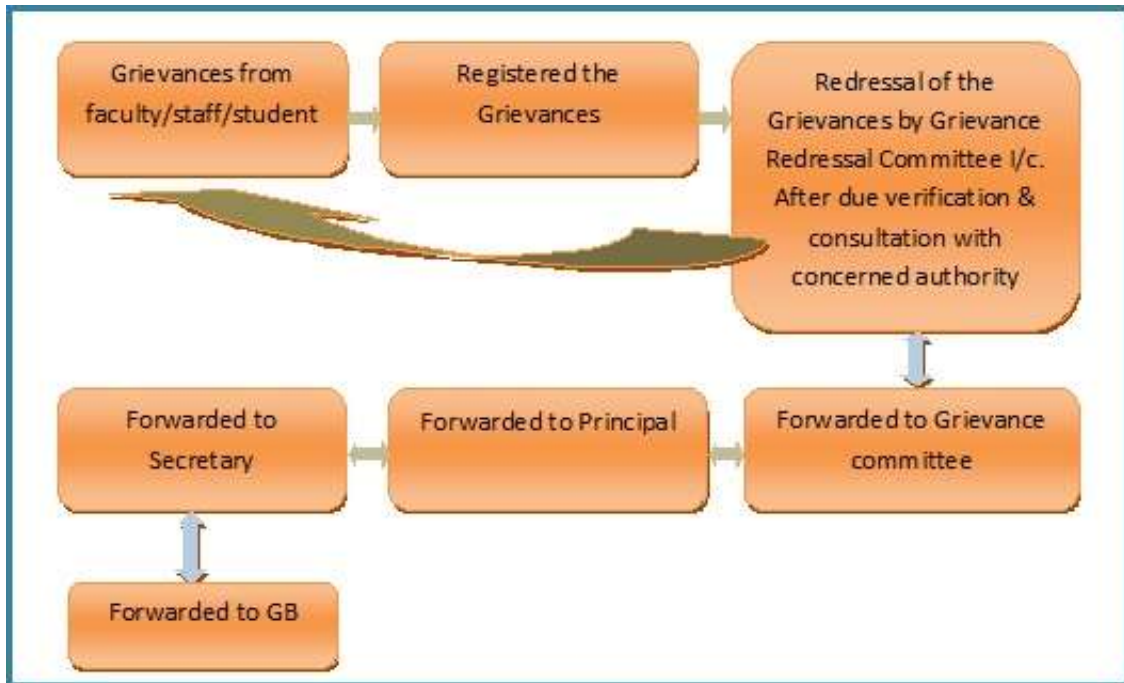 Grievances from
faculty/staff/student
Registered the
Grievances
Redressal of the
Grievances by Grievance
Redressal Committee I/c.
After due verification &
consultation with
concerned authority
Forwarded to
Secretary
Forwarded to Principal
Forwarded to Grievance
committee
Forwarded to GB